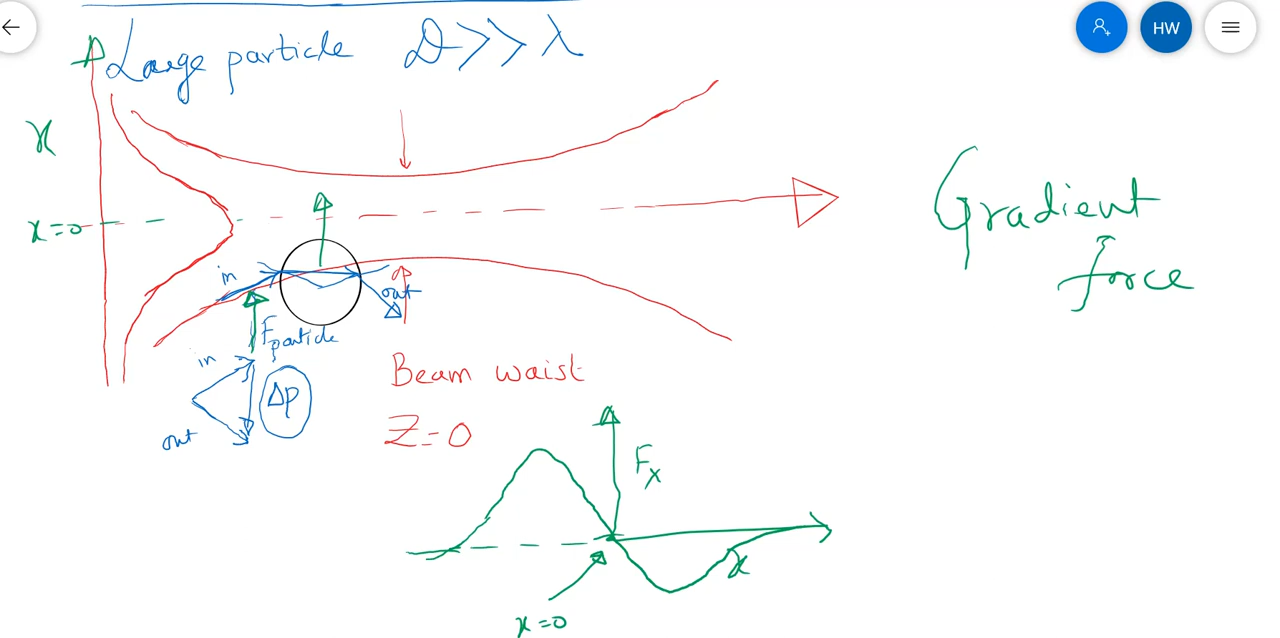 HW
Large particle D>>λ
x
x=0
Gradient
force
in
out
F particle
in
Δp
out
Beam waist
Z=0
Fx
x
x=0